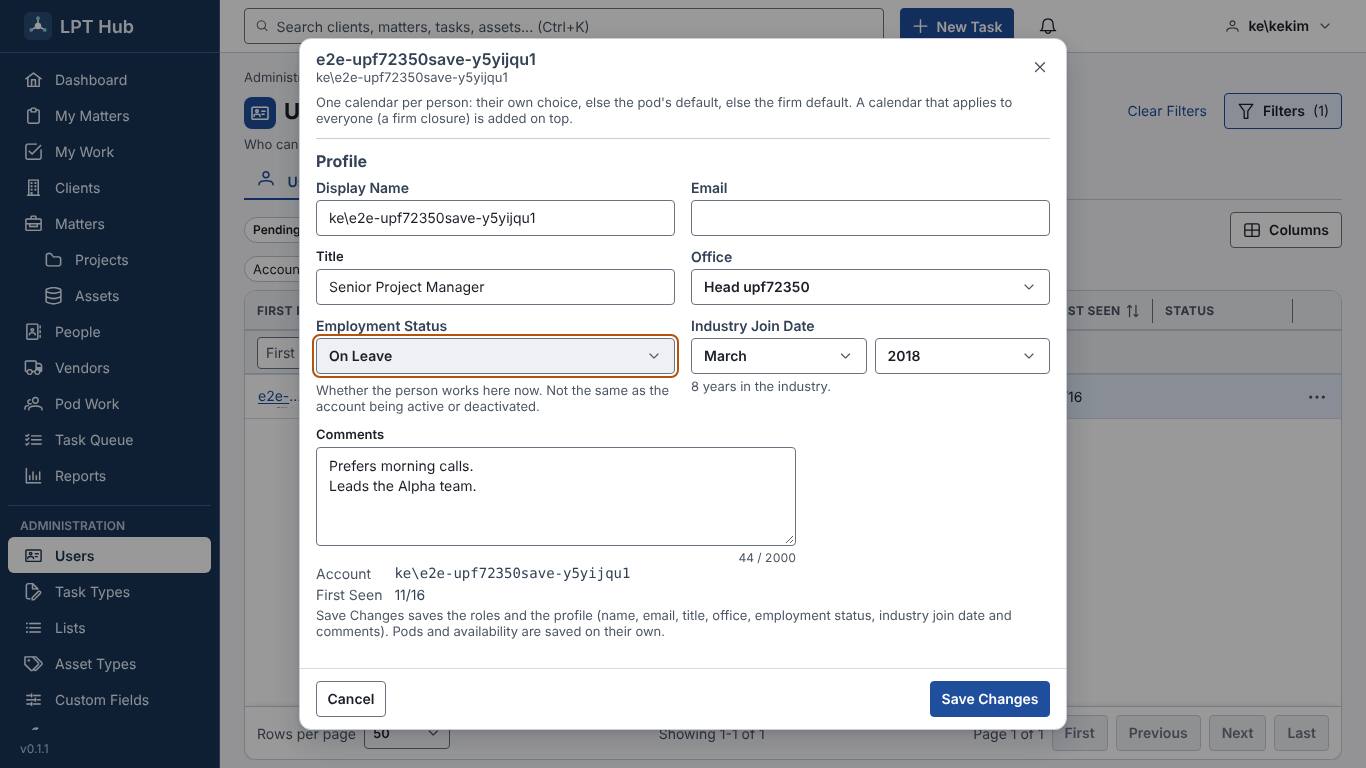 LPT Hub
Search clients, matters, tasks, assets... (Ctrl+K)
New Task
ke\kekim
Dashboard
My Matters
My Work
Clients
Matters
Projects
Assets
People
Vendors
Pod Work
Task Queue
Reports
ADMINISTRATION
Users
Task Types
Lists
Asset Types
Custom Fields
v0.1.1
Clear Filters
Filters (1)
Who can
Pending
Columns
FIRST
STATUS
First
e2e-...
/16
Rows per page
50
Showing 1-1 of 1
Page 1 of 1
First
Previous
Next
Last
e2e-upf72350save-y5yijqu1
ke\e2e-upf72350save-y5yijqu1
One calendar per person: their own choice, else the pod's default, else the firm default. A calendar that applies to
everyone (a firm closure) is added on top.
Profile
Display Name
Email
ke\e2e-upf72350save-y5yijqu1
Title
Office
Senior Project Manager
Head upf72350
Employment Status
Industry Join Date
On Leave
March
2018
Whether the person works here now. Not the same as the
account being active or deactivated.
8 years in the industry.
Comments
Prefers morning calls.
Leads the Alpha team.
44 / 2000
Account ke\e2e-upf72350save-y5yijqu1
First Seen 11/16
Save Changes saves the roles and the profile (name, email, title, office, employment status, industry join date and
comments). Pods and availability are saved on their own.
Cancel
Save Changes